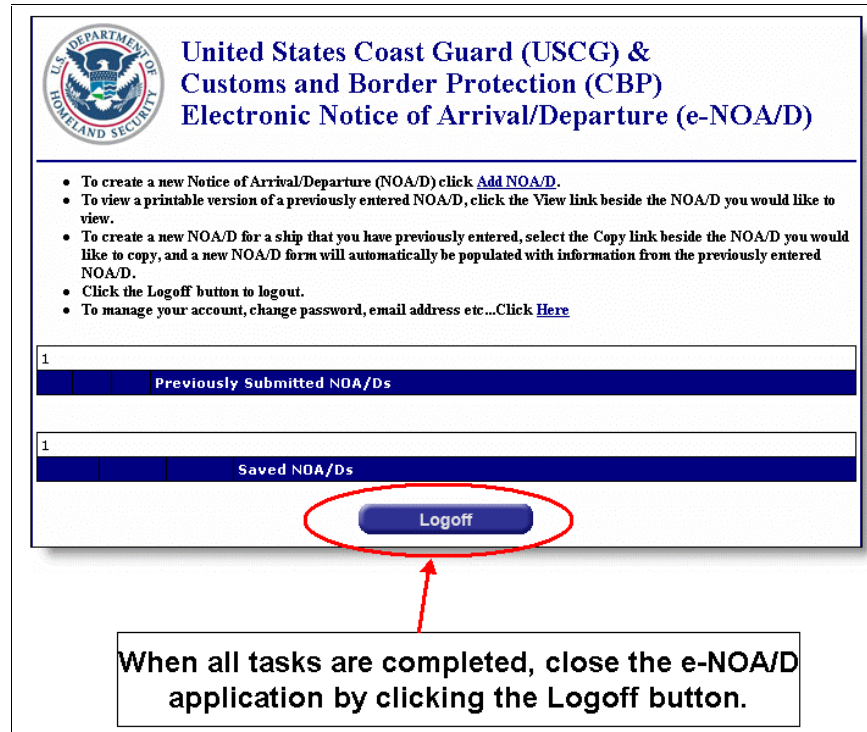 U.S. DEPARTMENT OF
HOMELAND SECURITY
United States Coast Guard (USCG) &
Customs and Border Protection (CBP)
Electronic Notice of Arrival/Departure (e-NOA/D)
• To create a new Notice of Arrival/Departure (NOA/D) click Add NOA/D.
• To view a printable version of a previously entered NOA/D, click the View link beside the NOA/D you would like to
view.
• To create a new NOA/D for a ship that you have previously entered, select the Copy link beside the NOA/D you would
like to copy, and a new NOA/D form will automatically be populated with information from the previously entered
NOA/D.
• Click the Logoff button to logout.
• To manage your account, change password, email address etc...Click Here
1
Previously Submitted NOA/Ds
1
Saved NOA/Ds
Logoff
When all tasks are completed, close the e-NOA/D
application by clicking the Logoff button.